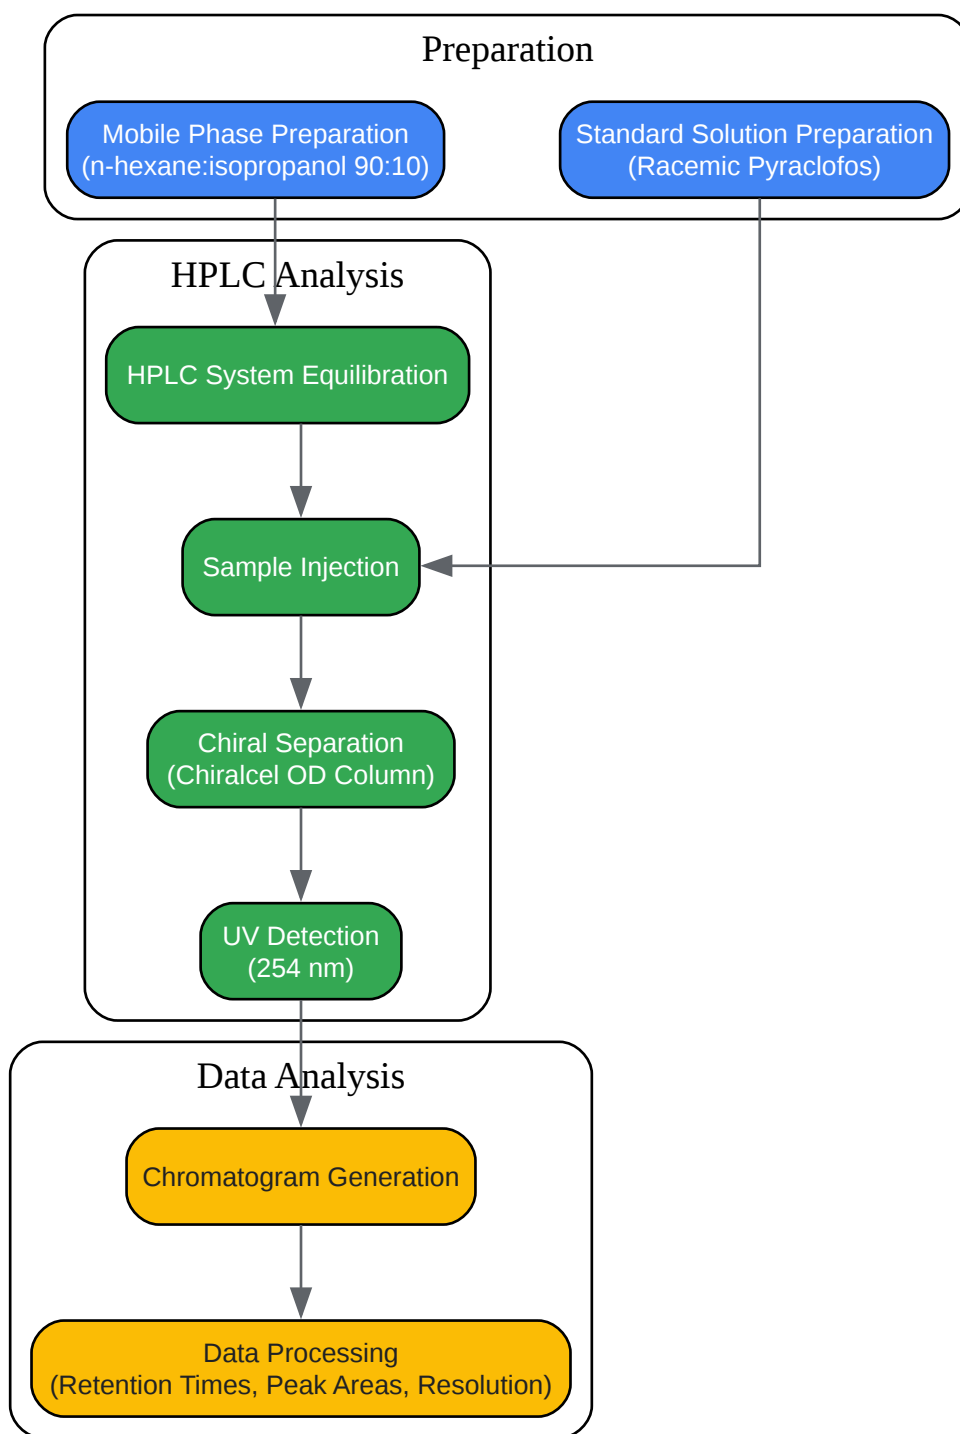 Preparation
Mobile Phase Preparation
(n-hexane:isopropanol 90:10)
Standard Solution Preparation
(Racemic Pyraclofos)
HPLC Analysis
HPLC System Equilibration
Sample Injection
Chiral Separation
(Chiralcel OD Column)
UV Detection
(254 nm)
Data Analysis
Chromatogram Generation
Data Processing
(Retention Times, Peak Areas, Resolution)